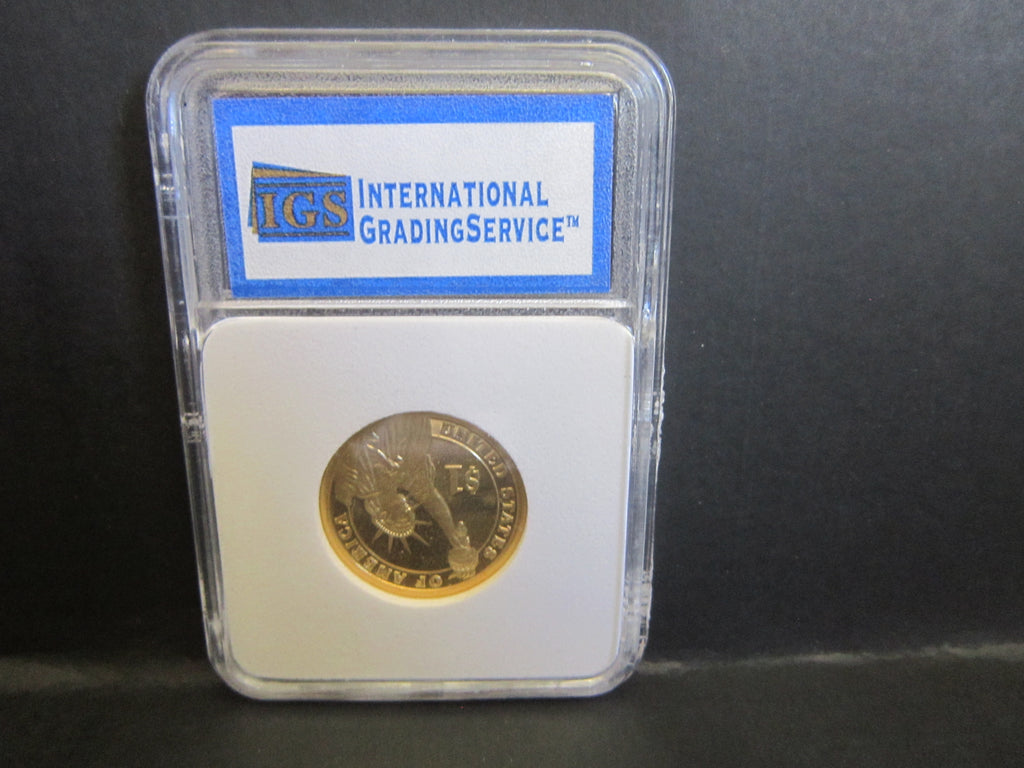 IGS
INTERNATIONAL
GRADINGSERVICE™
UNITED STATES OF AMERICA
$1